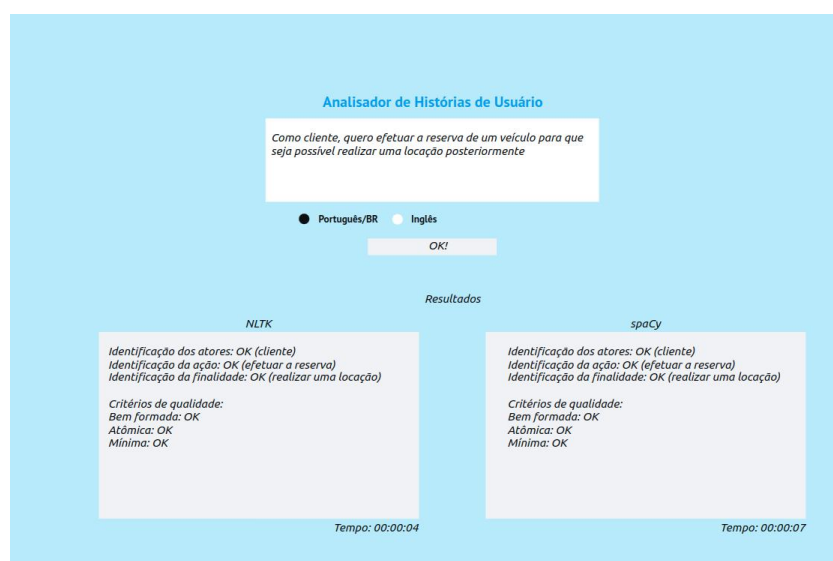 Analisador de Histórias de Usuário
Como cliente, quero efetuar a reserva de um veículo para que
seja possível realizar uma locação posteriormente
Português/BR Inglês
OK!
Resultados
NLTK
Identificação dos atores: OK (cliente)
Identificação da ação: OK (efetuar a reserva)
Identificação da finalidade: OK (realizar uma locação)
Critérios de qualidade:
Bem formada: OK
Atômica: OK
Mínima: OK
Tempo: 00:00:04
spaCy
Identificação dos atores: OK (cliente)
Identificação da ação: OK (efetuar a reserva)
Identificação da finalidade: OK (realizar uma locação)
Critérios de qualidade:
Bem formada: OK
Atômica: OK
Mínima: OK
Tempo: 00:00:07